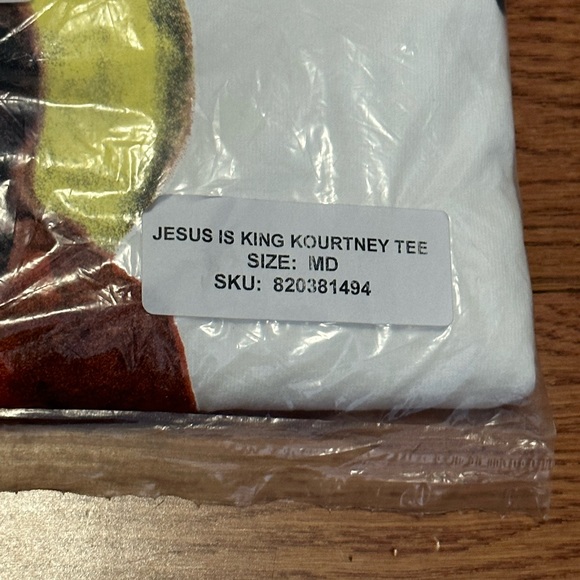 JESUS IS KING KOURTNEY TEE
SIZE: MD
SKU: 820381494